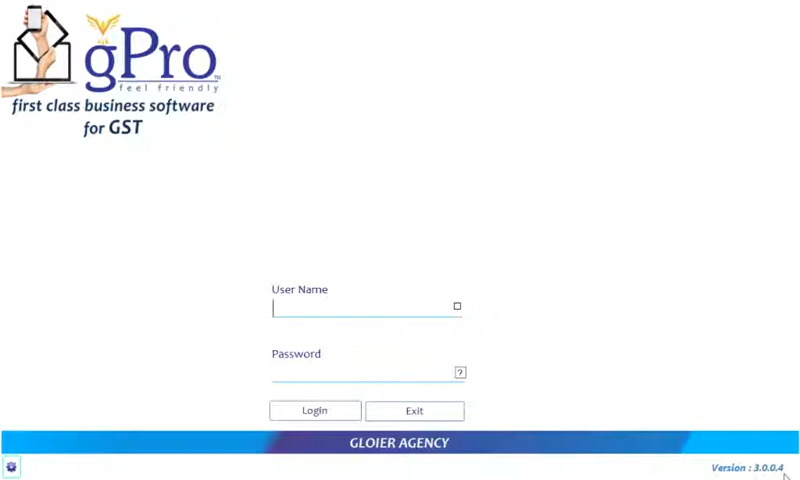 gPro™
feel friendly
first class business software
for GST
User Name
Password
?
Login
Exit
GLOIER AGENCY
Version : 3.0.0.4